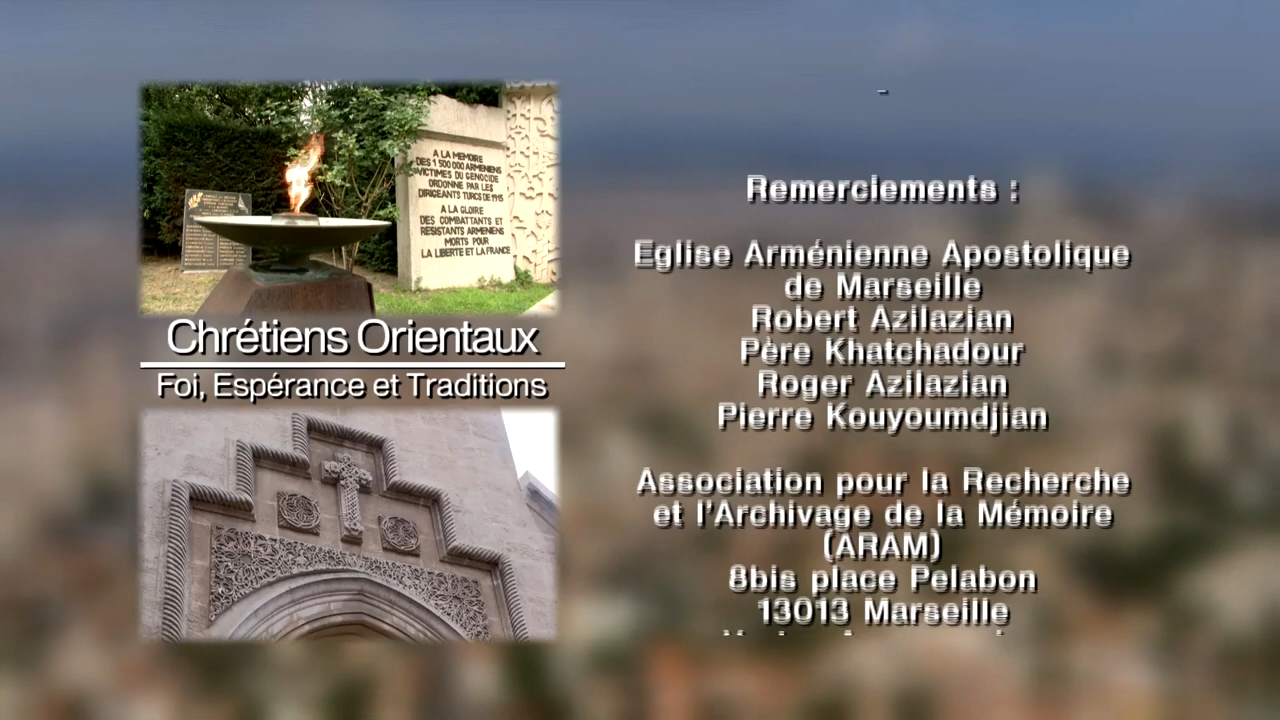 A LA MEMOIRE
DES 1 500 000 ARMENIENS
VICTIMES DU GENOCIDE
ORDONNE PAR LES
DIRIGEANTS TURCS DE 1915
A LA GLOIRE
DES COMBATTANTS ET
RESISTANTS ARMENIENS
MORTS POUR
LA LIBERTE ET LA FRANCE
Chrétiens Orientaux
Foi, Espérance et Traditions
Remerciements :
Eglise Arménienne Apostolique
de Marseille
Robert Azilazian
Père Khatchadour
Roger Azilazian
Pierre Kouyoumdjian
Association pour la Recherche
et l'Archivage de la Mémoire
(ARAM)
8bis place Pelabon
13013 Marseille